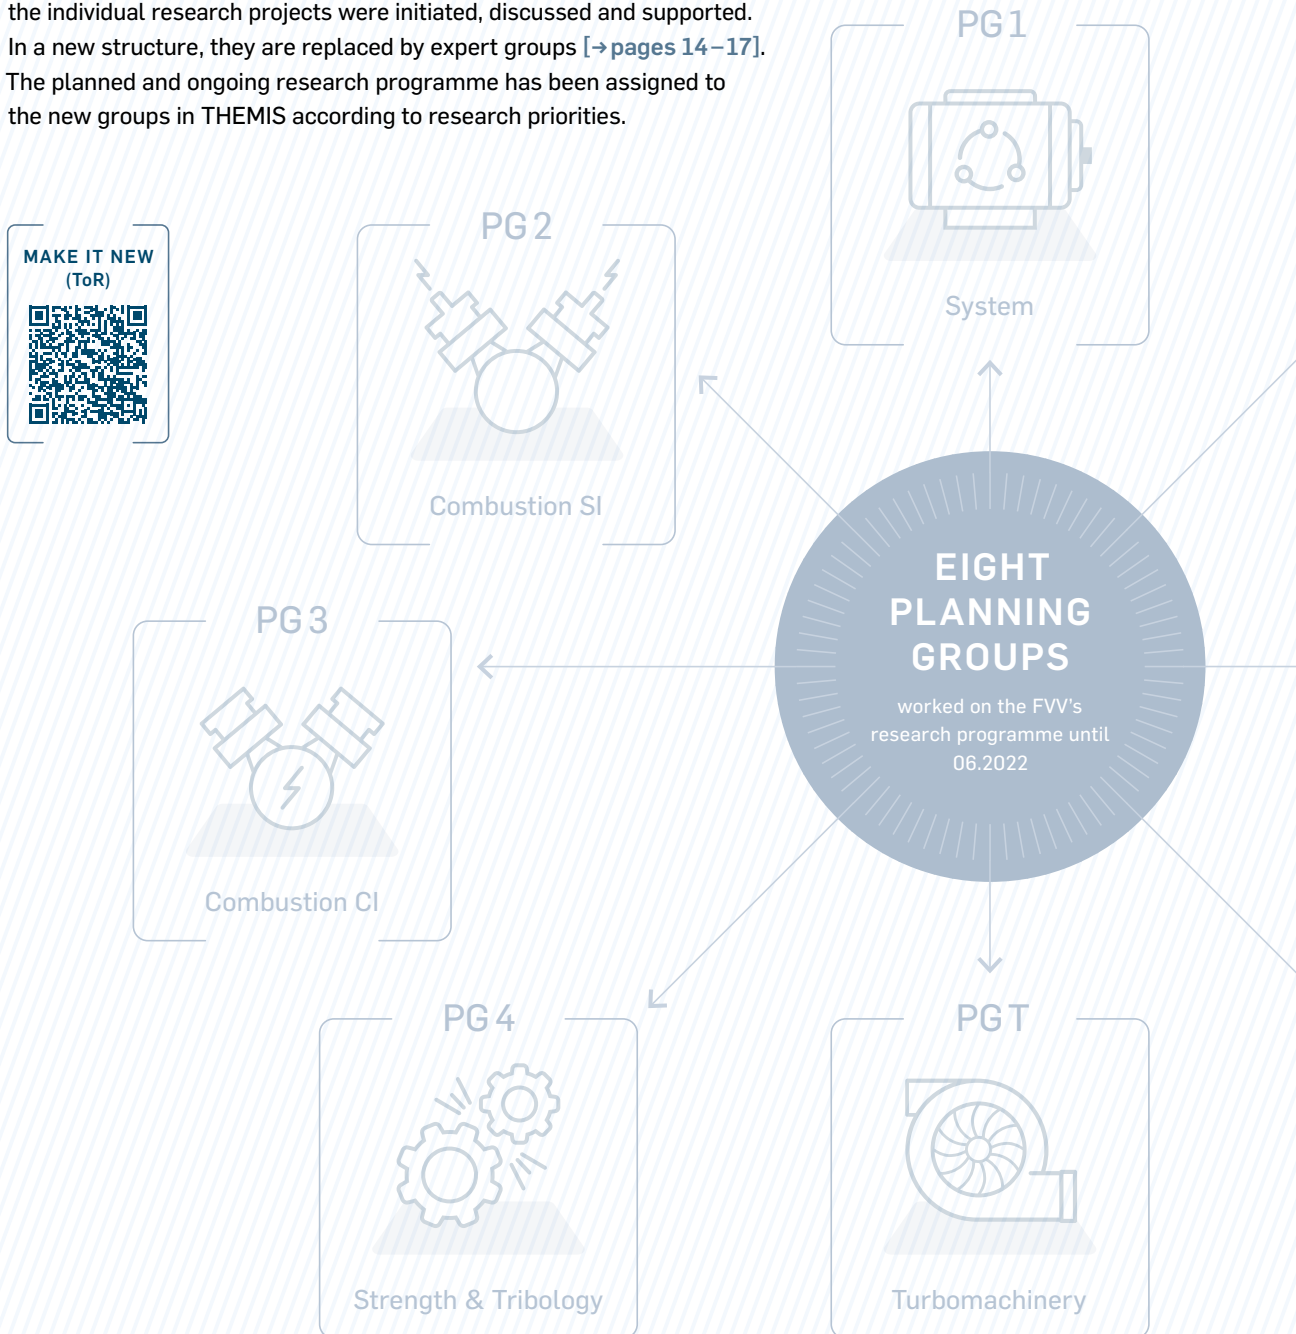 the individual research projects were initiated, discussed and supported.
In a new structure, they are replaced by expert groups [→pages 14–17].
The planned and ongoing research programme has been assigned to
the new groups in THEMIS according to research priorities.
MAKE IT NEW
(ToR)
PG 1
System
PG 2
Combustion SI
EIGHT
PLANNING
GROUPS
worked on the FVV's
research programme until
06.2022
PG 3
Combustion CI
PG 4
Strength & Tribology
PG T
Turbomachinery